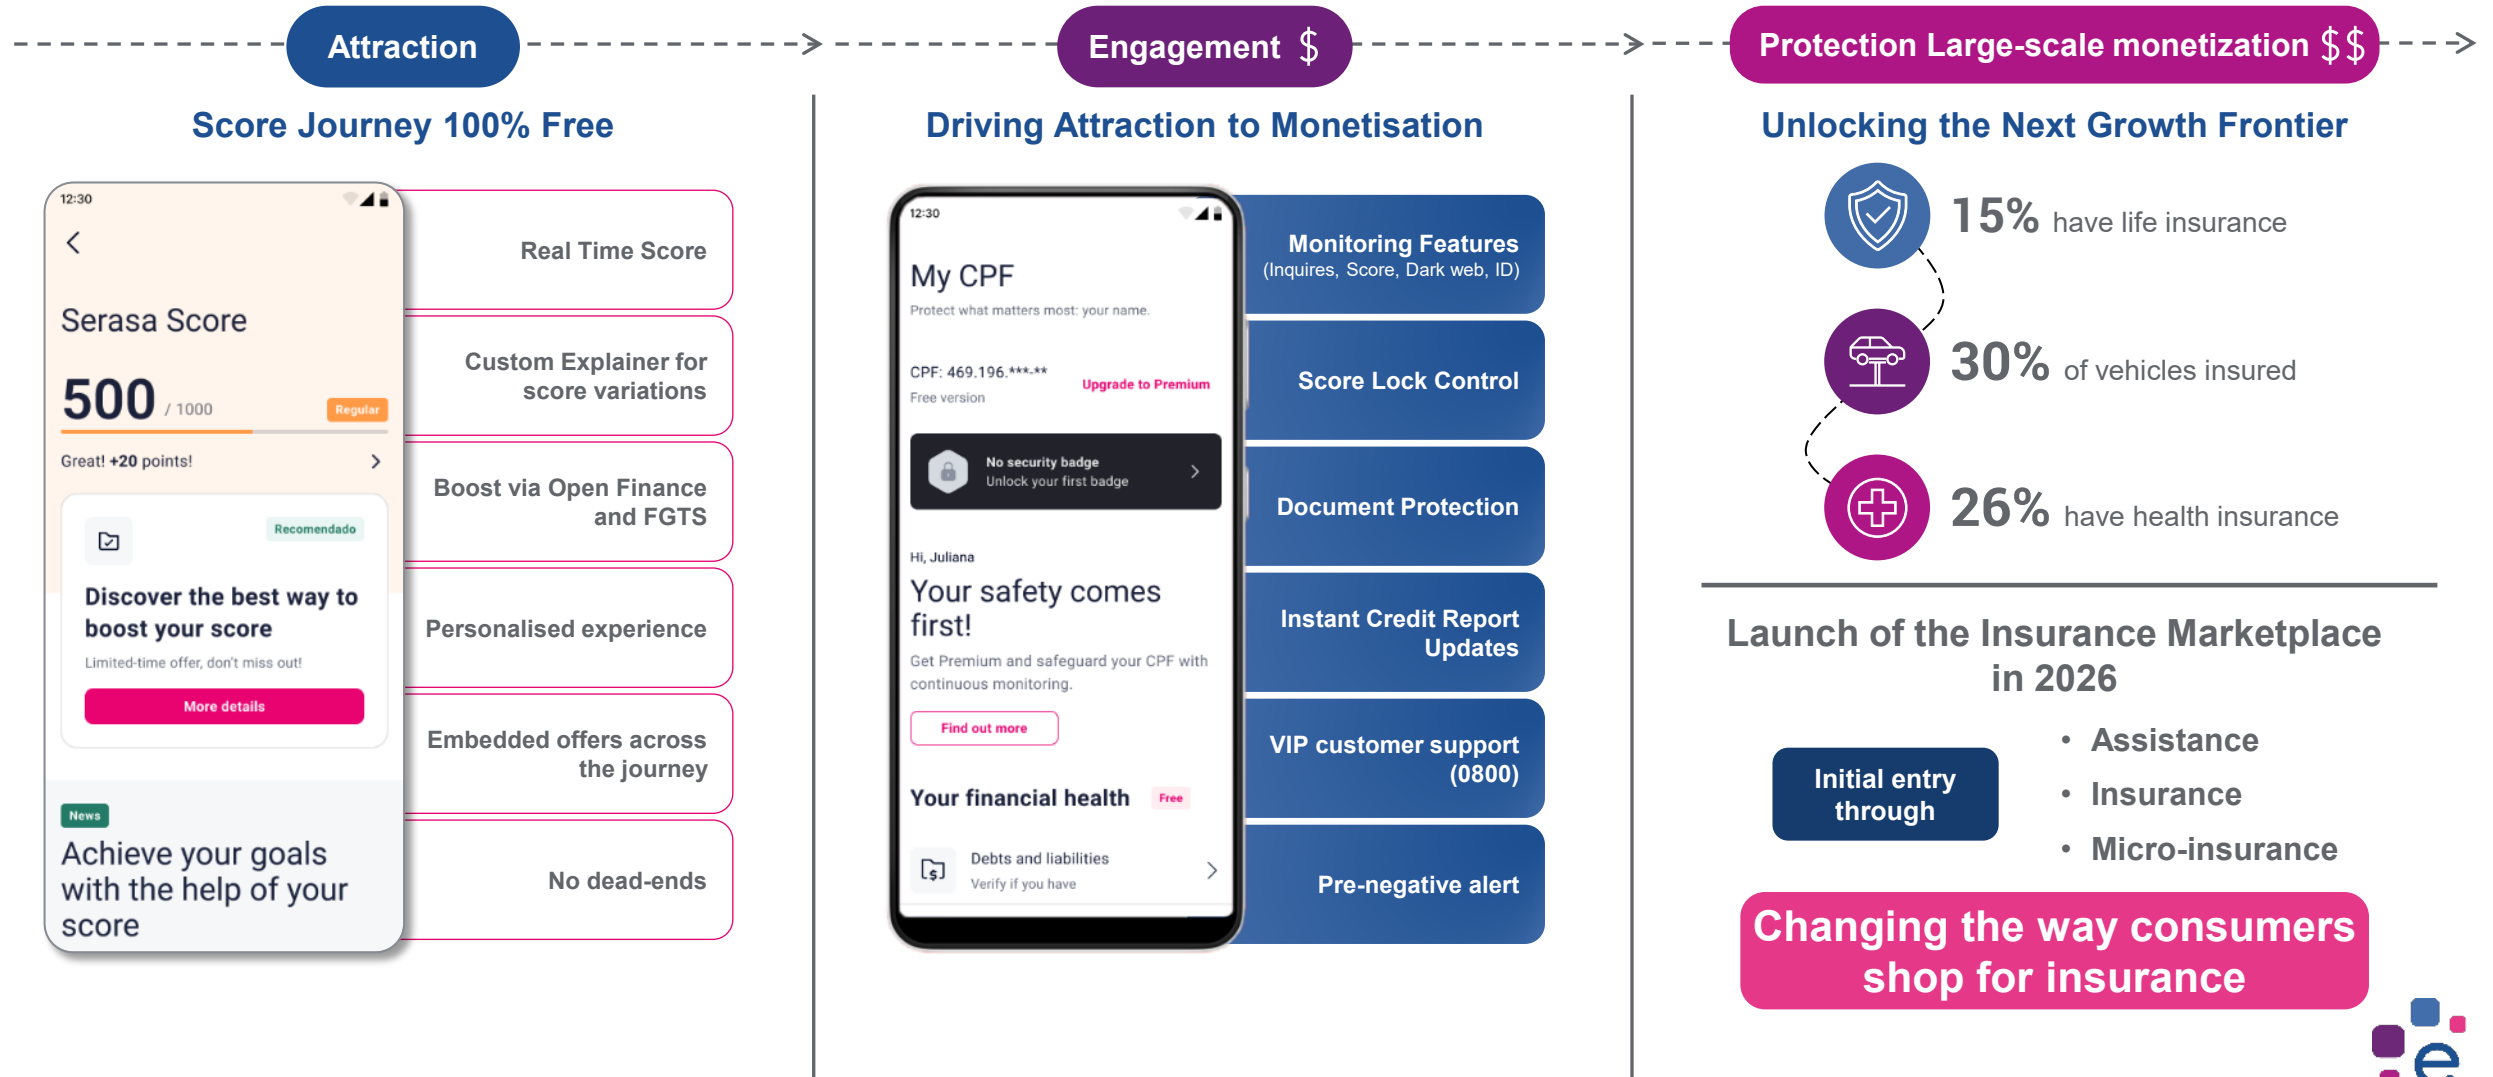 Attraction
Engagement $
Protection Large-scale monetization $$
Score Journey 100% Free
12:30
Serasa Score
500 / 1000
Regular
Great! +20 points!
Recomendado
Discover the best way to
boost your score
Limited-time offer, don't miss out!
More details
News
Achieve your goals
with the help of your
score
Real Time Score
Custom Explainer for
score variations
Boost via Open Finance
and FGTS
Personalised experience
Embedded offers across
the journey
No dead-ends
Driving Attraction to Monetisation
12:30
My CPF
Protect what matters most: your name.
CPF: 469.196.***-**
Free version
Upgrade to Premium
No security badge
Unlock your first badge
Hi, Juliana
Your safety comes
first!
Get Premium and safeguard your CPF with
continuous monitoring.
Find out more
Your financial health
Free
Debts and liabilities
Verify if you have
Monitoring Features
(Inquires, Score, Dark web, ID)
Score Lock Control
Document Protection
Instant Credit Report
Updates
VIP customer support
(0800)
Pre-negative alert
Unlocking the Next Growth Frontier
15% have life insurance
30% of vehicles insured
26% have health insurance
Launch of the Insurance Marketplace
in 2026
Initial entry
through
• Assistance
• Insurance
• Micro-insurance
Changing the way consumers
shop for insurance
e